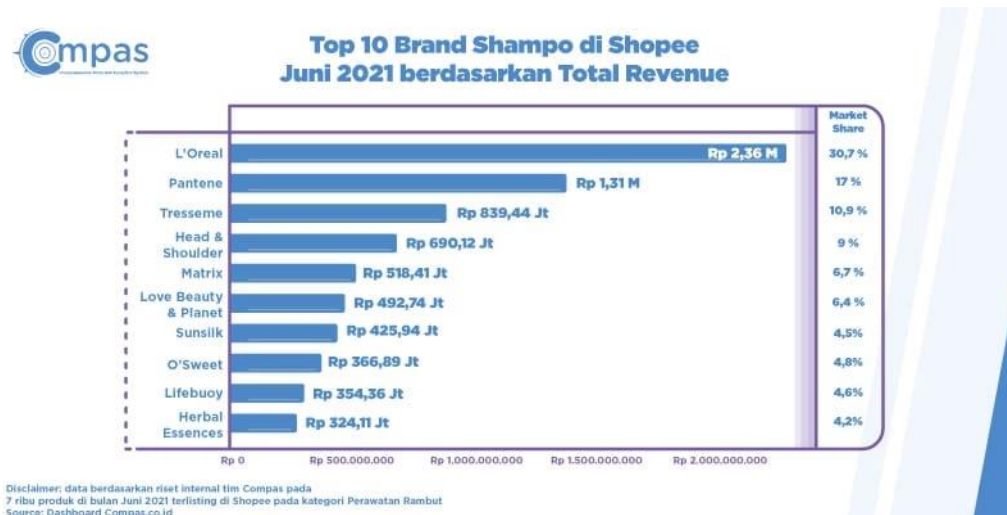 Compas
Top 10 Brand Shampo di Shopee
Juni 2021 berdasarkan Total Revenue
Market
Share
L'Oreal Rp 2,36 M 30,7 %
Pantene Rp 1,31 M 17 %
Tresseme Rp 839,44 Jt 10,9 %
Head &
Shoulder Rp 690,12 Jt 9 %
Matrix Rp 518,41 Jt 6,7 %
Love Beauty
& Planet Rp 492,74 Jt 6,4 %
Sunsilk Rp 425,94 Jt 4,5%
O'Sweet Rp 366,89 Jt 4,8%
Lifebuoy Rp 354,36 Jt 4,6%
Herbal
Essences Rp 324,11 Jt 4,2%
Rp 0 Rp 500.000.000 Rp 1.000.000.000 Rp 1.500.000.000 Rp 2.000.000.000
Disclaimer; data berdasarkan riset internal tim Compas pada
7 ribu produk di bulan Juni 2021 terlisting di Shopee pada kategori Perawatan Rambut
Source: Dashboard Compas.co.id